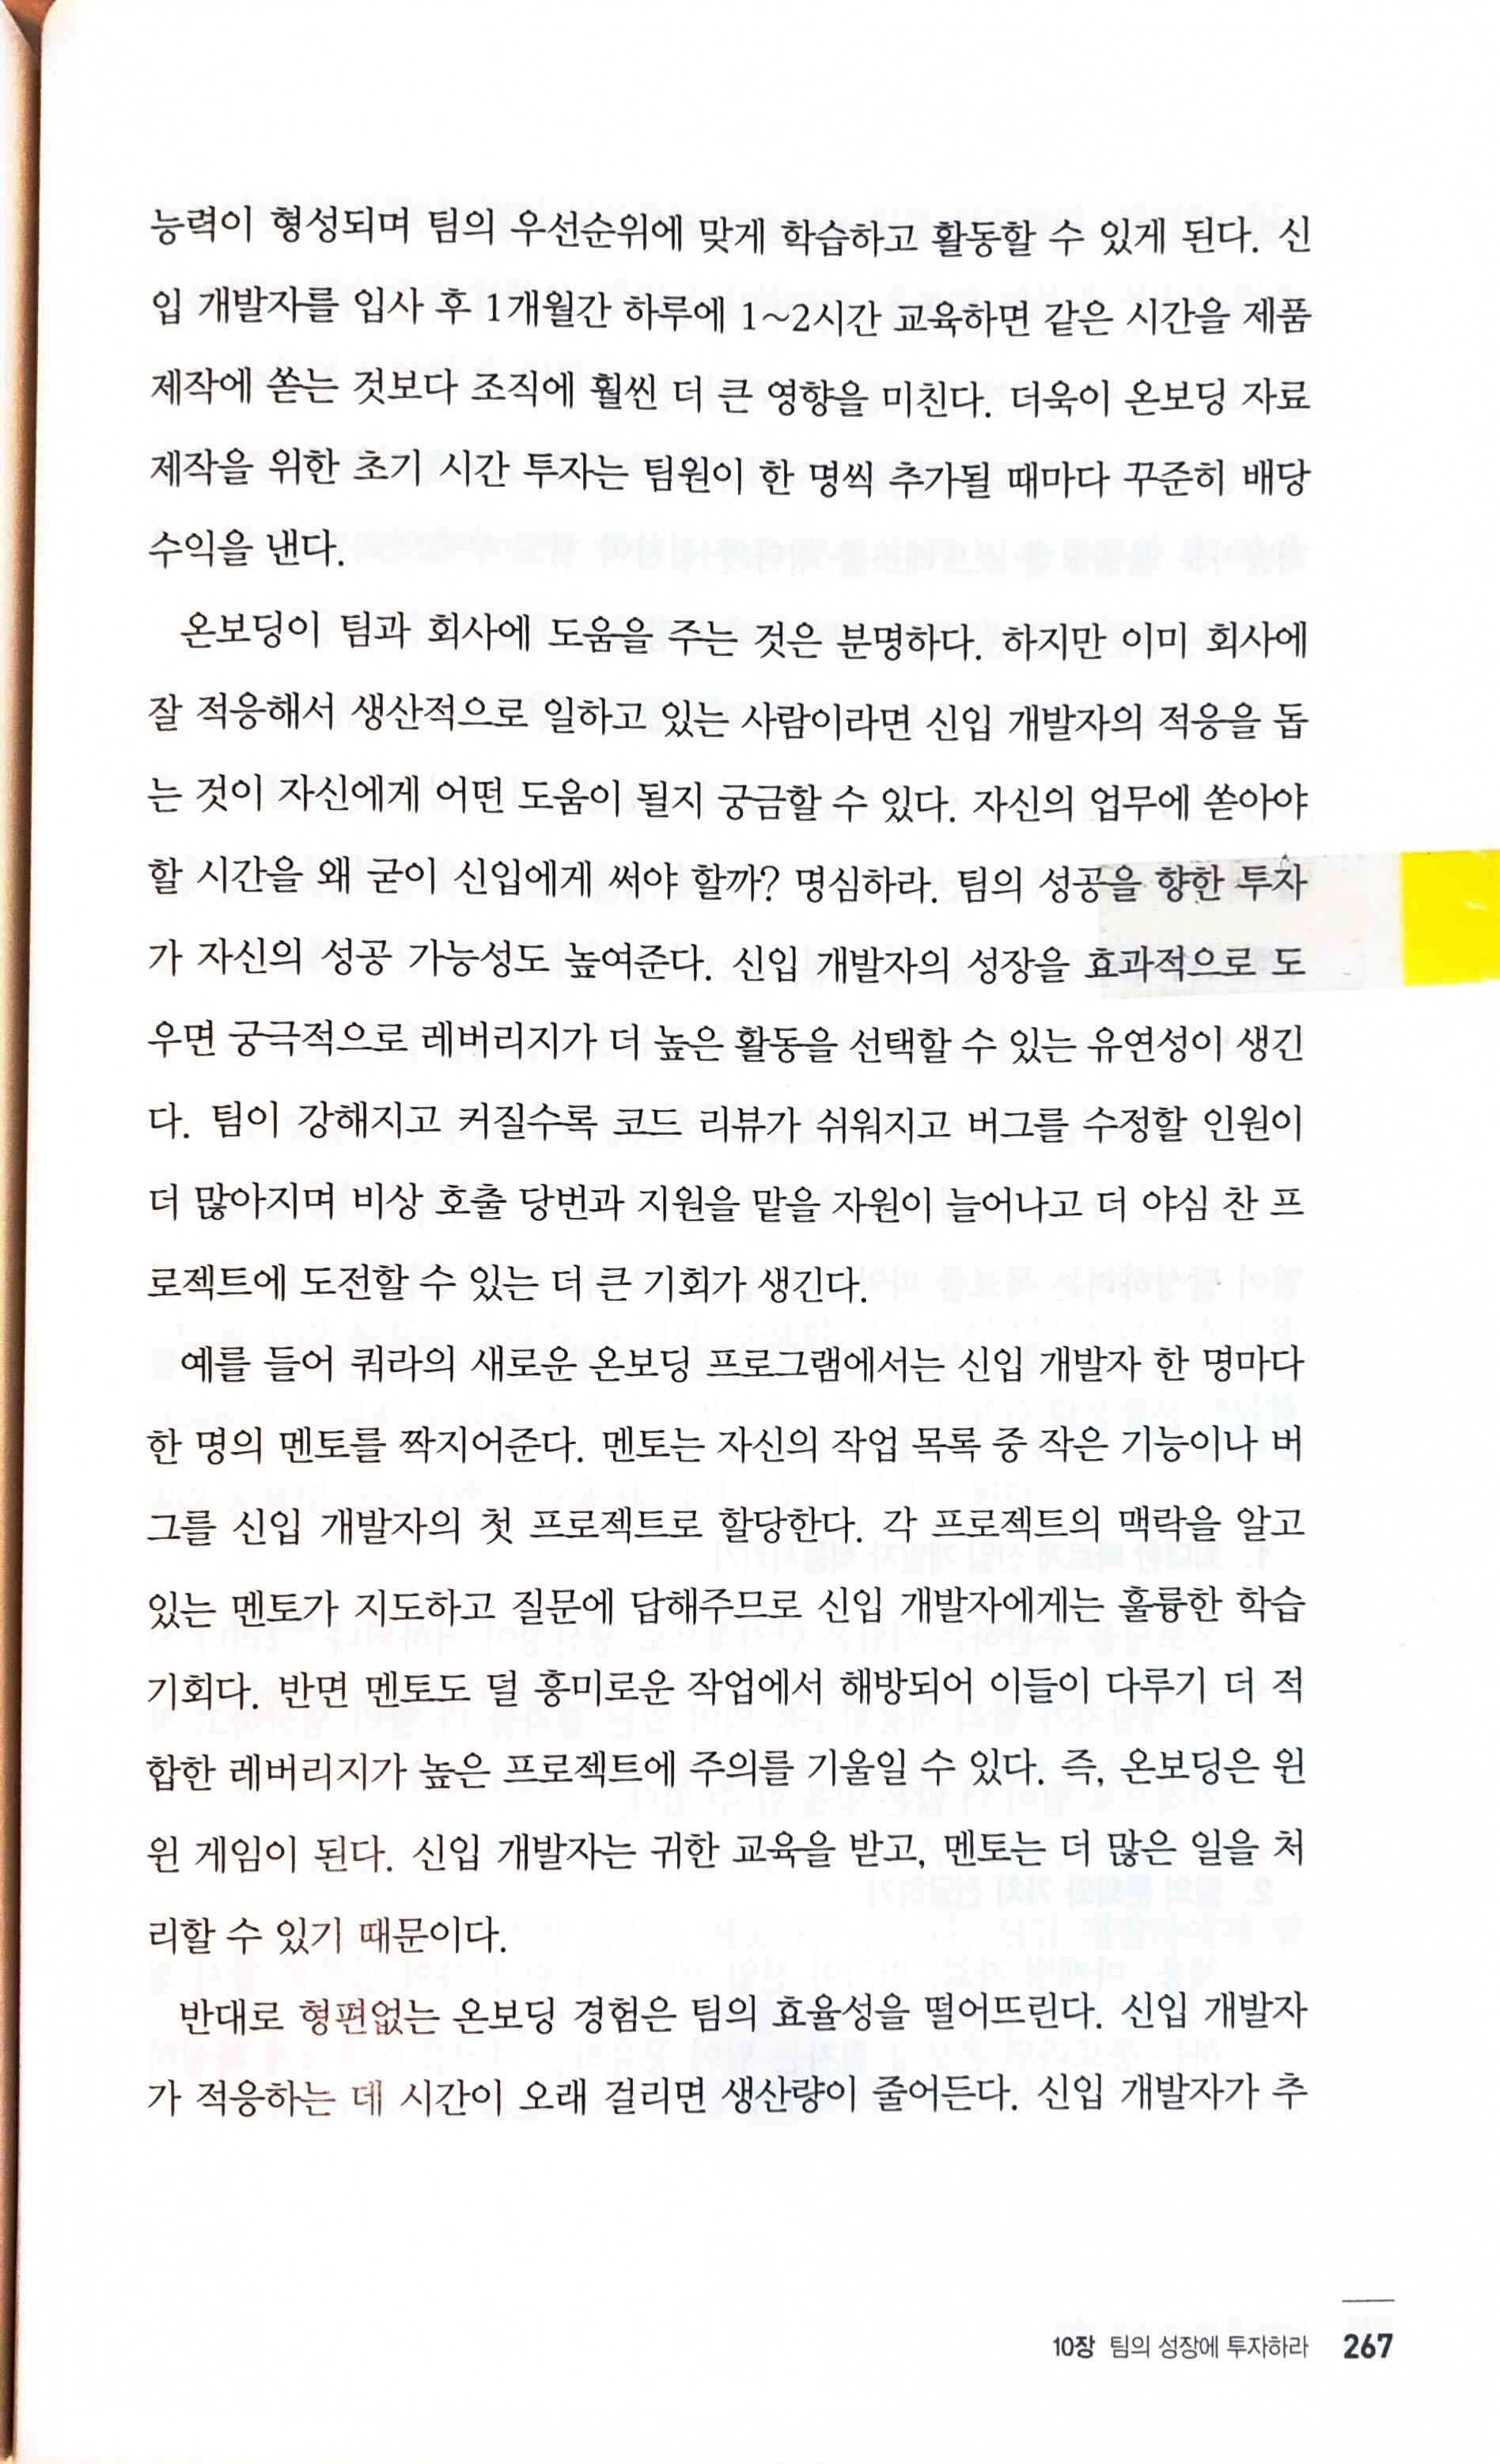 능력이 형성되며 팀의 우선순위에 맞게 학습하고 활동할 수 있게 된다. 신
입 개발자를 입사 후 1개월간 하루에 1~2시간 교육하면 같은 시간을 제품
제작에 쏟는 것보다 조직에 훨씬 더 큰 영향을 미친다. 더욱이 온보딩 자료
제작을 위한 초기 시간 투자는 팀원이 한 명씩 추가될 때마다 꾸준히 배당
수익을 낸다.
온보딩이 팀과 회사에 도움을 주는 것은 분명하다. 하지만 이미 회사에
잘 적응해서 생산적으로 일하고 있는 사람이라면 신입 개발자의 적응을 돕
는 것이 자신에게 어떤 도움이 될지 궁금할 수 있다. 자신의 업무에 쏟아야
할 시간을 왜 굳이 신입에게 써야 할까? 명심하라. 팀의 성공을 향한 투자
가 자신의 성공 가능성도 높여준다. 신입 개발자의 성장을 효과적으로 도
우면 궁극적으로 레버리지가 더 높은 활동을 선택할 수 있는 유연성이 생긴
다. 팀이 강해지고 커질수록 코드 리뷰가 쉬워지고 버그를 수정할 인원이
더 많아지며 비상 호출 당번과 지원을 맡을 자원이 늘어나고 더 야심 찬 프
로젝트에 도전할 수 있는 더 큰 기회가 생긴다.
예를 들어 쿼라의 새로운 온보딩 프로그램에서는 신입 개발자 한 명마다
한 명의 멘토를 짝지어준다. 멘토는 자신의 작업 목록 중 작은 기능이나 버
그를 신입 개발자의 첫 프로젝트로 할당한다. 각 프로젝트의 맥락을 알고
있는 멘토가 지도하고 질문에 답해주므로 신입 개발자에게는 훌륭한 학습
기회다. 반면 멘토도 덜 흥미로운 작업에서 해방되어 이들이 다루기 더 적
합한 레버리지가 높은 프로젝트에 주의를 기울일 수 있다. 즉, 온보딩은 윈
윈 게임이 된다. 신입 개발자는 귀한 교육을 받고, 멘토는 더 많은 일을 처
리할 수 있기 때문이다.
반대로 형편없는 온보딩 경험은 팀의 효율성을 떨어뜨린다. 신입 개발자
가 적응하는 데 시간이 오래 걸리면 생산량이 줄어든다. 신입 개발자가 추
10장 팀의 성장에 투자하라 267